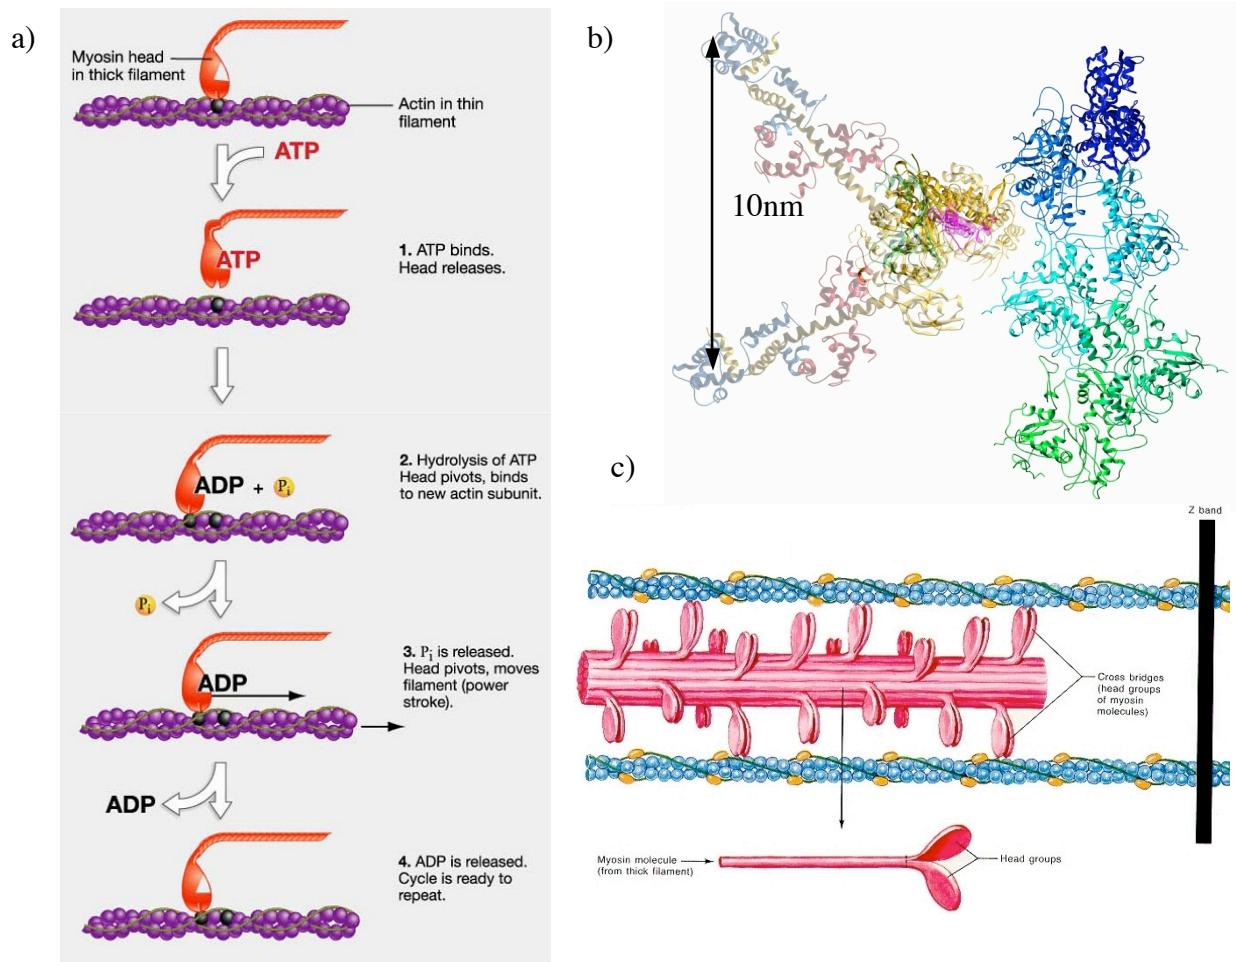 a)
Myosin head
in thick filament
Actin in thin
filament
ATP
ATP
1. ATP binds.
Head releases.
ADP + Pi
2. Hydrolysis of ATP
Head pivots, binds
to new actin subunit.
Pi
ADP
3. Pi is released.
Head pivots, moves
filament (power
stroke).
ADP
4. ADP is released.
Cycle is ready to
repeat.
b)
10nm
c)
Z band
Cross bridges
(head groups
of myosin
molecules)
Myosin molecule
(from thick filament)
Head groups